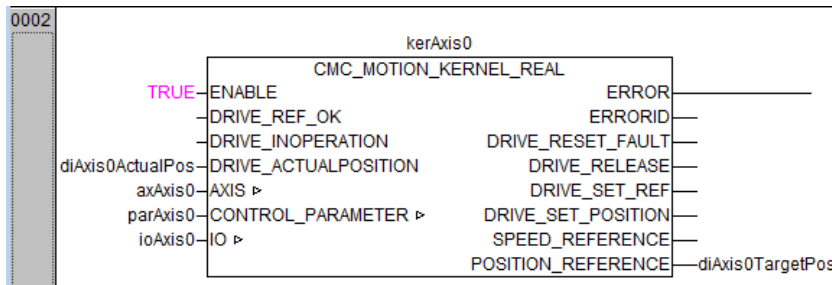 0002
kerAxis0
CMC_MOTION_KERNEL_REAL
TRUE ENABLE ERROR
DRIVE_REF_OK ERRORID
DRIVE_INOPERATION DRIVE_RESET_FAULT
diAxis0ActualPos DRIVE_ACTUALPOSITION DRIVE_RELEASE
axAxis0 AXIS DRIVE_SET_REF
parAxis0 CONTROL_PARAMETER DRIVE_SET_POSITION
ioAxis0 IO SPEED_REFERENCE
POSITION_REFERENCE diAxis0TargetPos